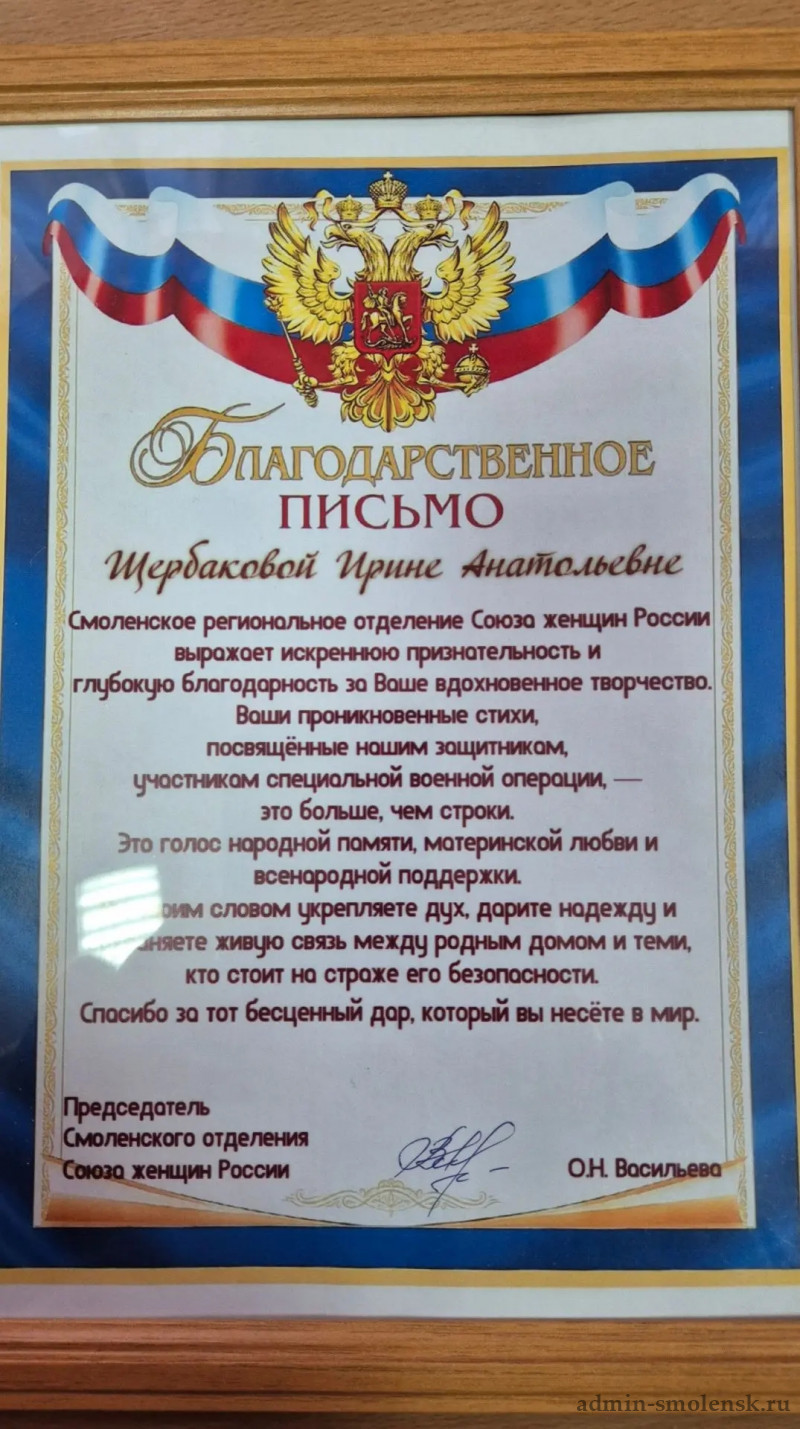 Благодарственное
письмо
Щербаковой Ирине Анатольевне
Смоленское региональное отделение Союза женщин России
выражает искреннюю признательность и
глубокую благодарность за Ваше вдохновенное творчество.
Ваши проникновенные стихи,
посвящённые нашим защитникам,
участникам специальной военной операции, —
это больше, чем строки.
Это голос народной памяти, материнской любви и
всенародной поддержки.
словом укрепляете дух, дарите надежду и
живую связь между родным домом и теми,
кто стоит на страже его безопасности.
Спасибо за тот бесценный дар, который вы несёте в мир.
Председатель
Смоленского отделения
Союза женщин России
О.Н. Васильева
admin-smolensk.ru